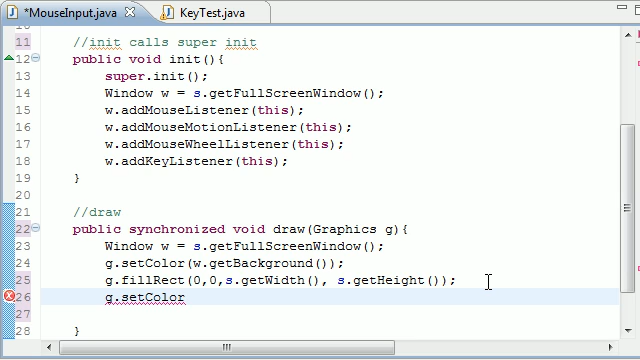 *MouseInput.java KeyTest.java
11 //init calls super init
12 public void init(){
13 super.init();
14 Window w = s.getFullScreenWindow();
15 w.addMouseListener(this);
16 w.addMouseMotionListener(this);
17 w.addMouseWheelListener(this);
18 w.addKeyListener(this);
19 }
20
21 //draw
22 public synchronized void draw(Graphics g){
23 Window w = s.getFullScreenWindow();
24 g.setColor(w.getBackground());
25 g.fillRect(0,0,s.getWidth(), s.getHeight());
26 g.setColor
27
28 }